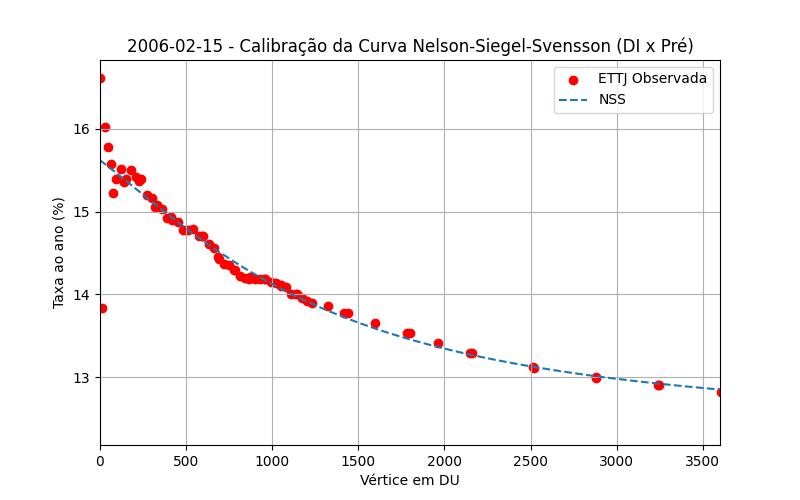 2006-02-15 - Calibração da Curva Nelson-Siegel-Svensson (DI x Pré)
ETTJ Observada
NSS
Taxa ao ano (%)
16
15
14
13
0
500
1000
1500
2000
2500
3000
3500
Vértice em DU